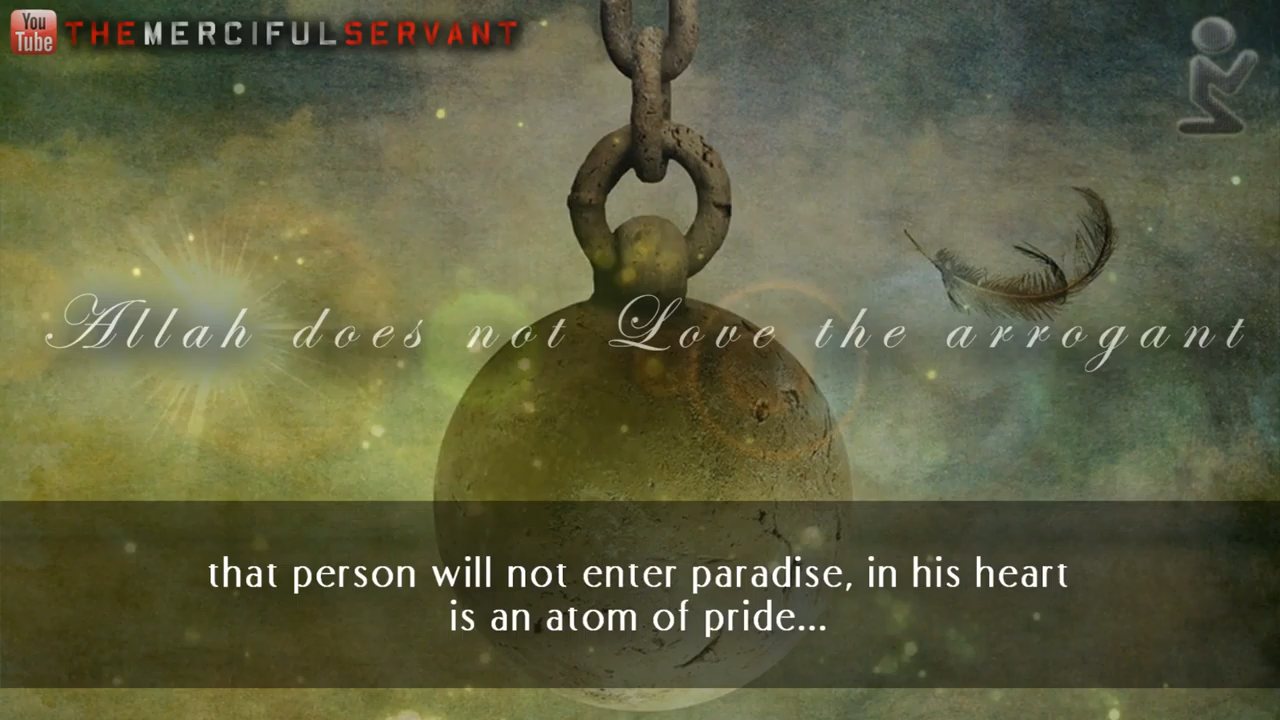 You
Tube
THEMERCIFULSERVANT
Allah does not Love the arrogant
that person will not enter paradise, in his heart
is an atom of pride...